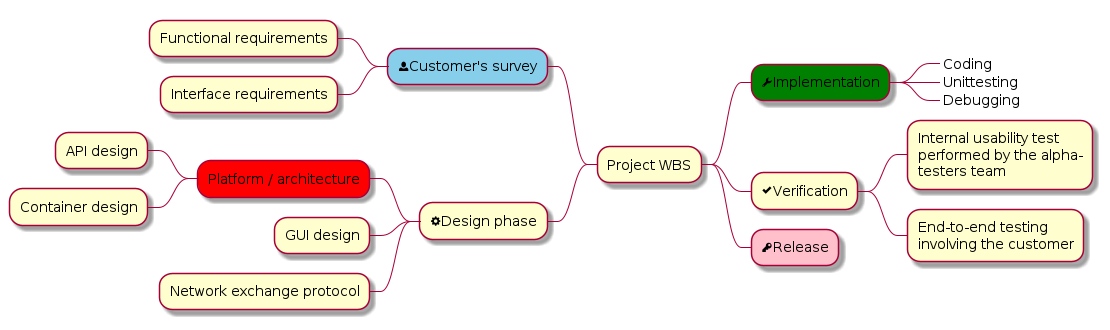 Functional requirements
Customer's survey
Interface requirements
API design
Platform / architecture
Container design
GUI design
Design phase
Network exchange protocol
Project WBS
Implementation
Coding
Unittesting
Debugging
Verification
Internal usability test
performed by the alpha-
testers team
End-to-end testing
involving the customer
Release